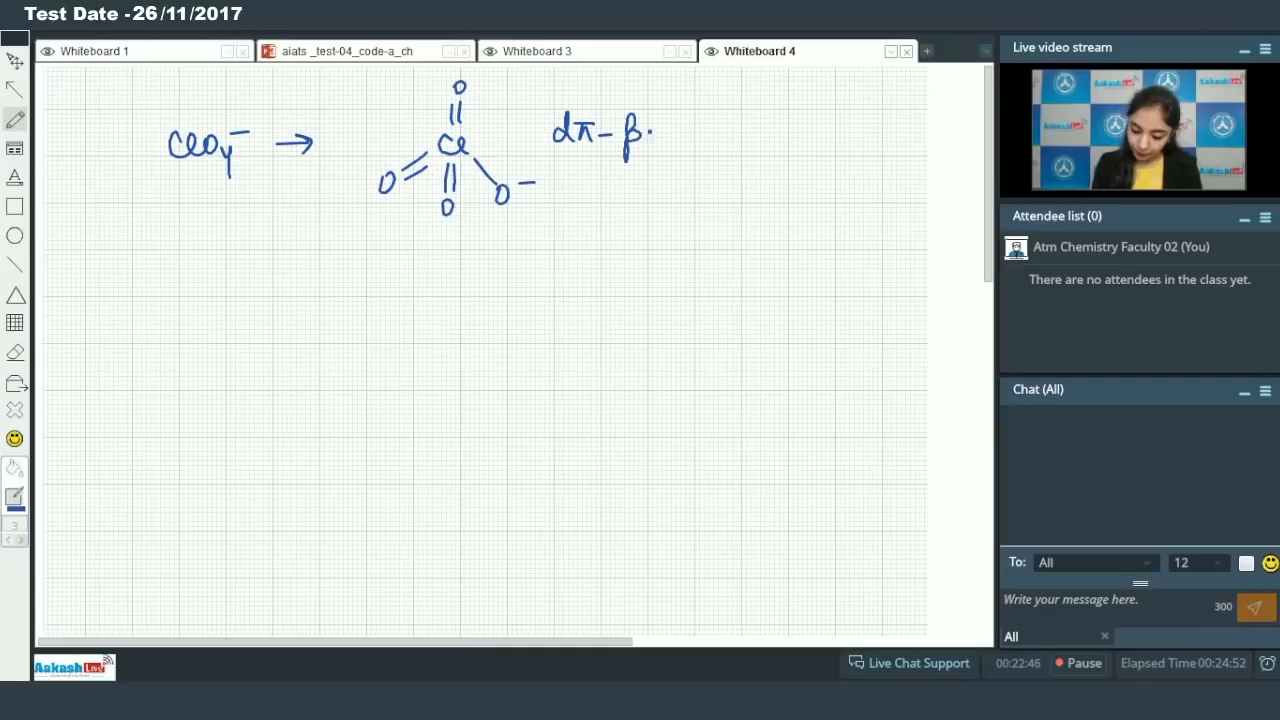 Test Date -26/11/2017
Whiteboard 1
aiats _test-04_code-a_ch
Whiteboard 3
Whiteboard 4
Live video stream
ClO₄⁻ → O
Cl
O
O
O⁻
dπ - p
Attendee list (0)
Atm Chemistry Faculty 02 (You)
There are no attendees in the class yet.
Chat (All)
To: All 12
Write your message here. 300
All
3
Aakash Live
Live Chat Support 00:22:46 Pause Elapsed Time 00:24:52